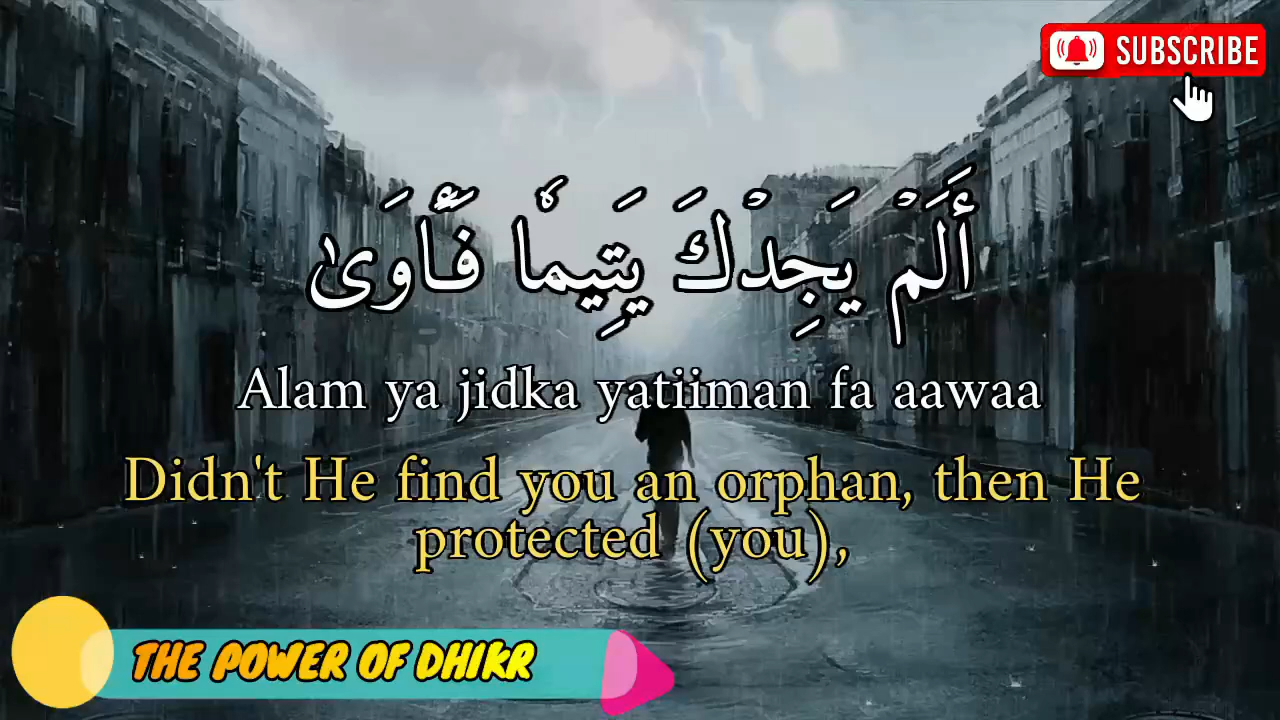 SUBSCRIBE
أَلَمْ يَجِدْكَ يَتِيمًا فَـَٔاوَىٰ
Alam ya jidka yatiiman fa aawaa
Didn't He find you an orphan, then He
protected (you),
THE POWER OF DHIKR